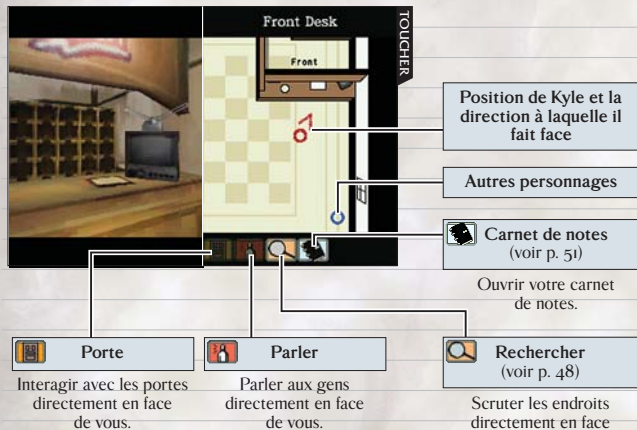 Front Desk
TOUCHER
Front
Position de Kyle et la
direction à laquelle il
fait face
Autres personnages
Carnet de notes
(voir p. 51)
Ouvrir votre carnet
de notes.
Porte
Interagir avec les portes
directement en face
de vous.
Parler
Parler aux gens
directement en face
de vous.
Rechercher
(voir p. 48)
Scruter les endroits
directement en face